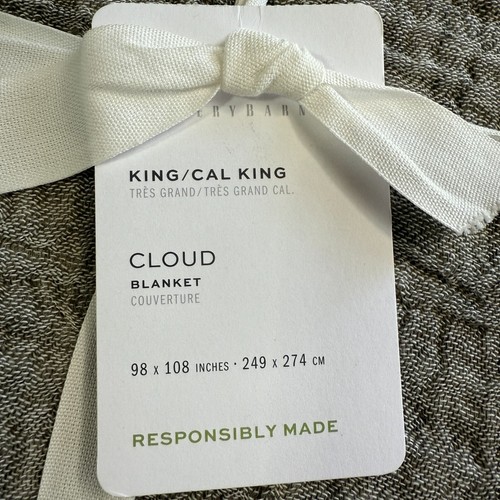 ERYBARN
KING/CAL KING
TRÈS GRAND/TRÈS GRAND CAL.
CLOUD
BLANKET
COUVERTURE
98 x 108 INCHES · 249 x 274 CM
RESPONSIBLY MADE